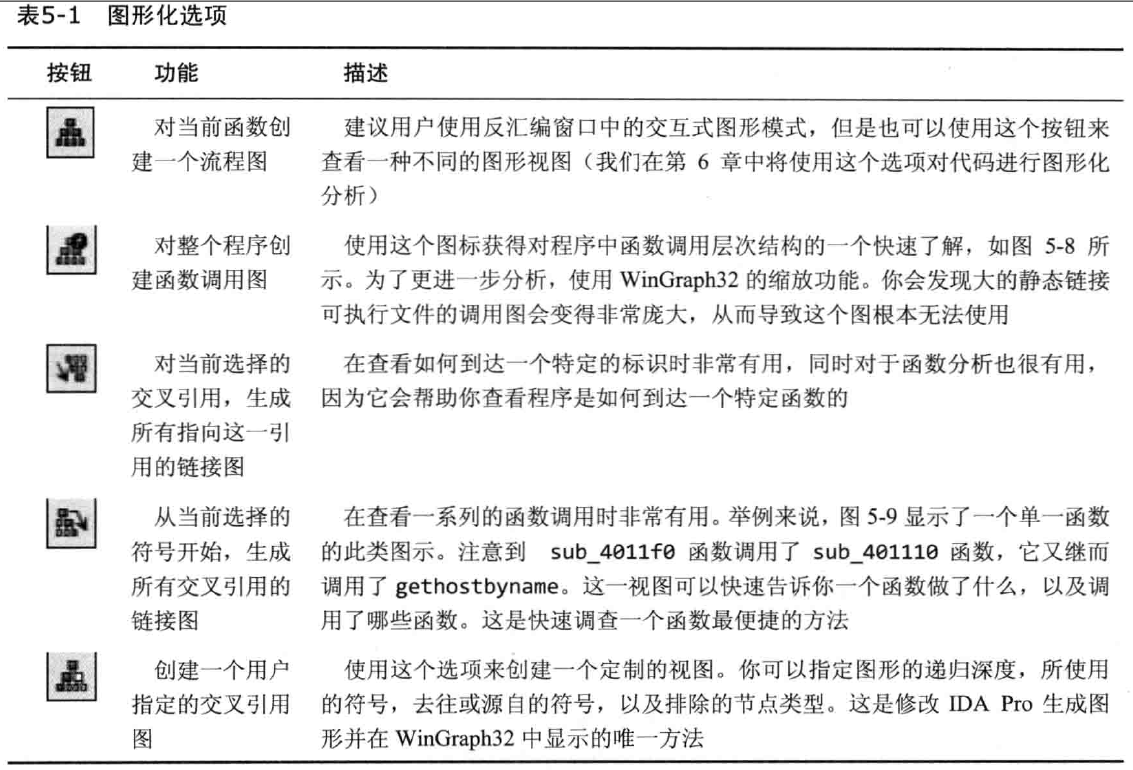 表5-1 图形化选项
按钮 功能 描述
对当前函数创 建议用户使用反汇编窗口中的交互式图形模式，但是也可以使用这个按钮来
建一个流程图 查看一种不同的图形视图（我们在第 6 章中将使用这个选项对代码进行图形化
分析）
对整个程序创 使用这个图标获得对程序中函数调用层次结构的一个快速了解，如图 5-8 所
建函数调用图 示。为了更进一步分析，使用 WinGraph32 的缩放功能。你会发现大的静态链接
可执行文件的调用图会变得非常庞大，从而导致这个图根本无法使用
对当前选择的 在查看如何到达一个特定的标识时非常有用，同时对于函数分析也很有用，
交叉引用，生成 因为它会帮助你查看程序是如何到达一个特定函数的
所有指向这一引
用的链接图
从当前选择的 在查看一系列的函数调用时非常有用。举例来说，图 5-9 显示了一个单一函数
符号开始，生成 的此类图示。注意到 sub_4011f0 函数调用了 sub_401110 函数，它又继而
所有交叉引用的 调用了 gethostbyname。这一视图可以快速告诉你一个函数做了什么，以及调
链接图 用了哪些函数。这是快速调查一个函数最便捷的方法
创建一个用户 使用这个选项来创建一个定制的视图。你可以指定图形的递归深度，所使用
指定的交叉引用 的符号，去往或源自的符号，以及排除的节点类型。这是修改 IDA Pro 生成图
图 形并在 WinGraph32 中显示的唯一方法